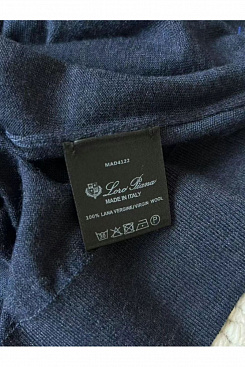 MAD4122
Loro Piana
MADE IN ITALY
100% LANA VERGINE/VIRGIN WOOL
P